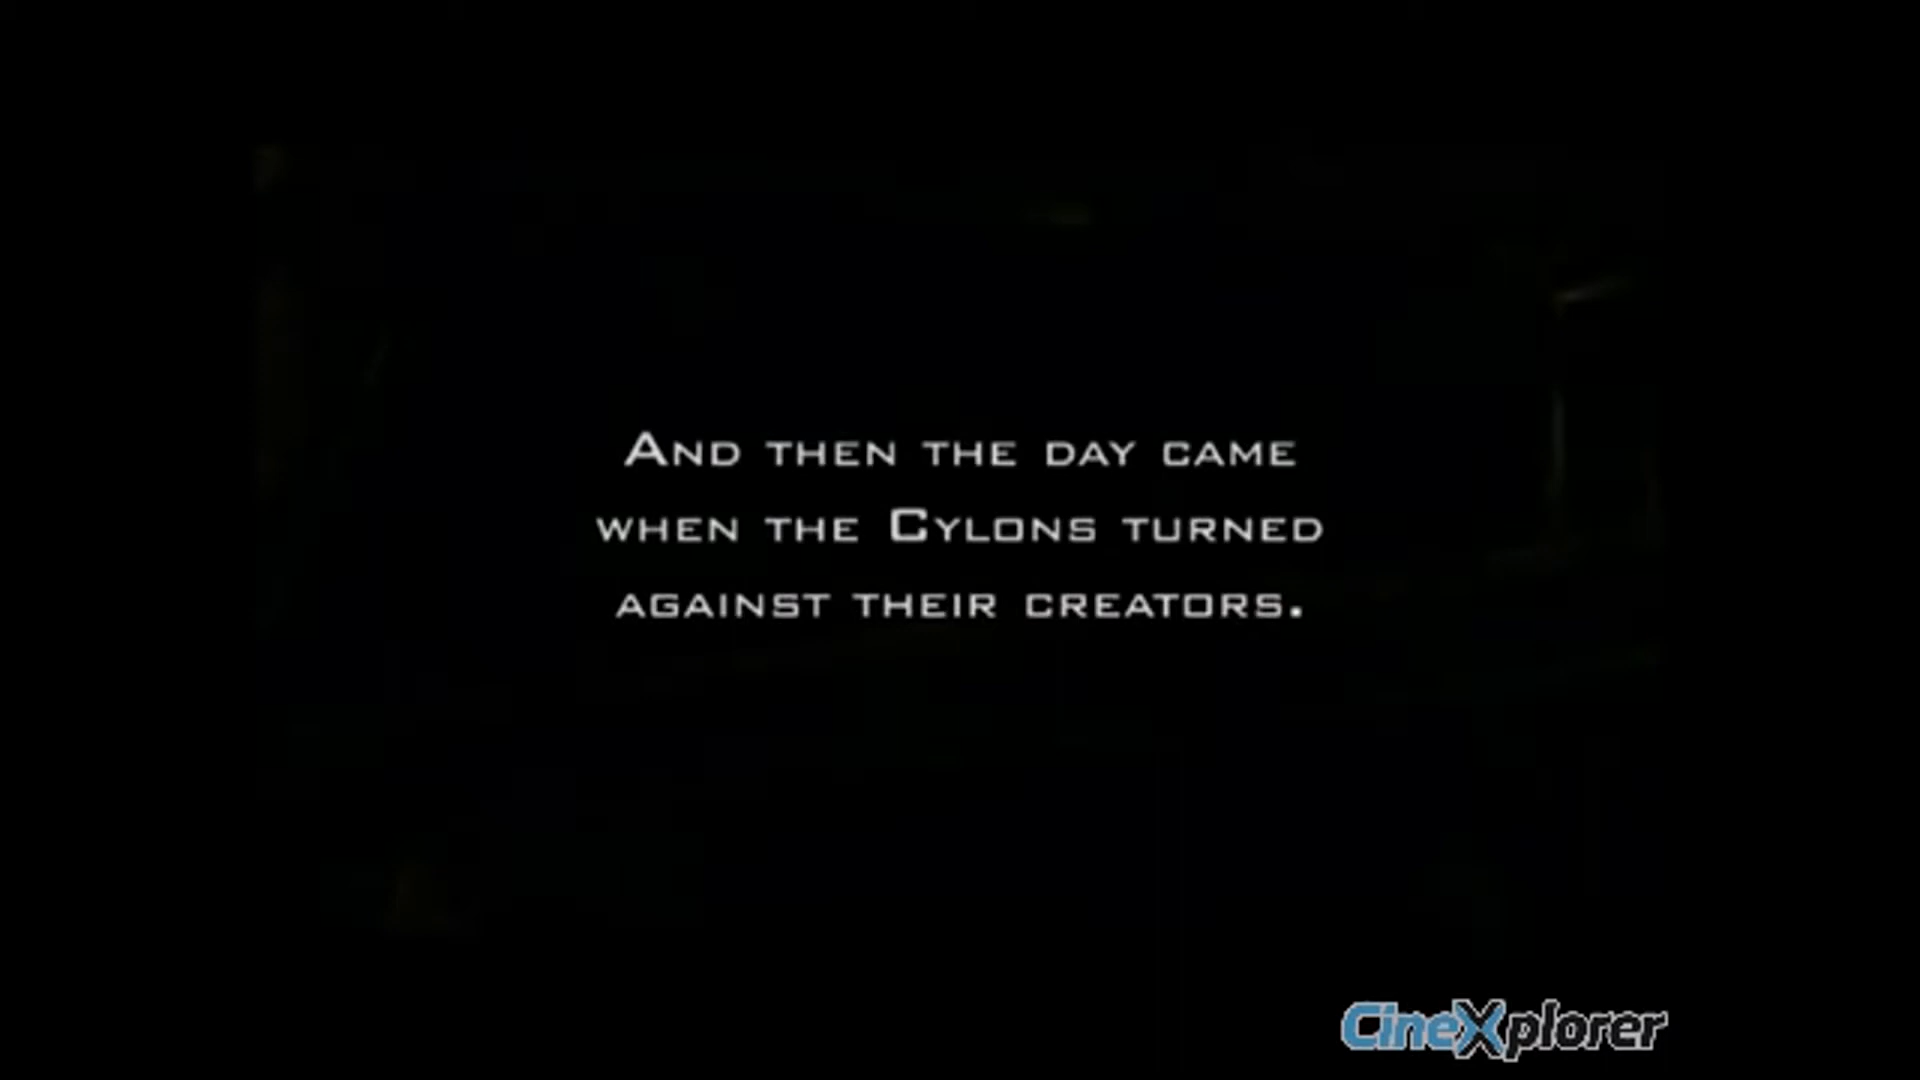 And then the day came
when the Cylons turned
against their creators.
CineXplorer